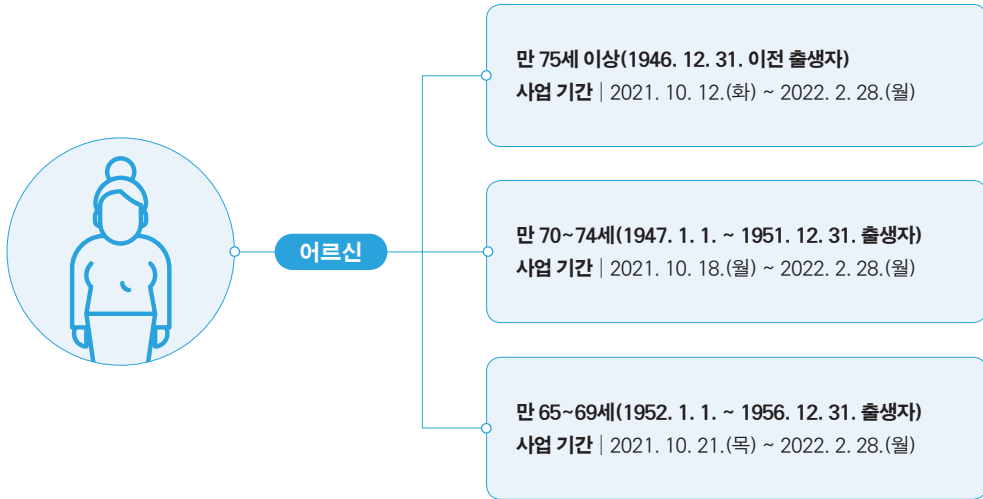 만 75세 이상(1946. 12. 31. 이전 출생자)
사업 기간 | 2021. 10. 12.(화) ~ 2022. 2. 28.(월)
어르신
만 70~74세(1947. 1. 1. ~ 1951. 12. 31. 출생자)
사업 기간 | 2021. 10. 18.(월) ~ 2022. 2. 28.(월)
만 65~69세(1952. 1. 1. ~ 1956. 12. 31. 출생자)
사업 기간 | 2021. 10. 21.(목) ~ 2022. 2. 28.(월)